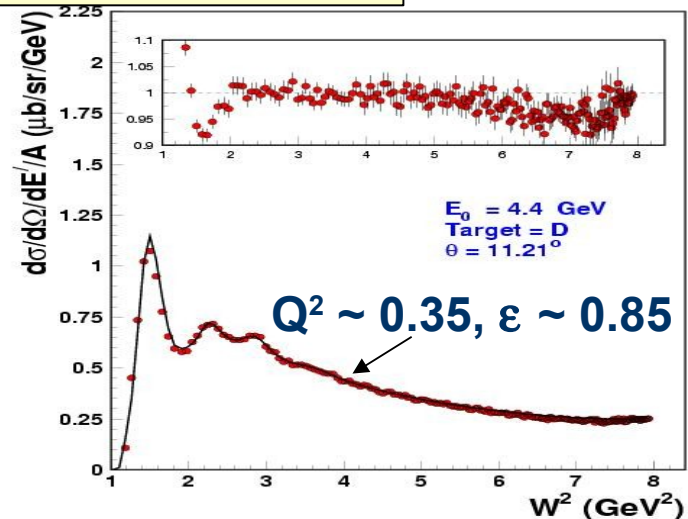 2.25
dσ/dΩ/dE'/A (μb/sr/GeV)
2
1.75
1.5
1.25
1
0.75
0.5
0.25
0
1.1
1.05
1
0.95
0.9
1 2 3 4 5 6 7 8
E₀ = 4.4 GeV
Target = D
θ = 11.21°
Q² ~ 0.35, ε ~ 0.85
1 2 3 4 5 6 7 8
W² (GeV²)